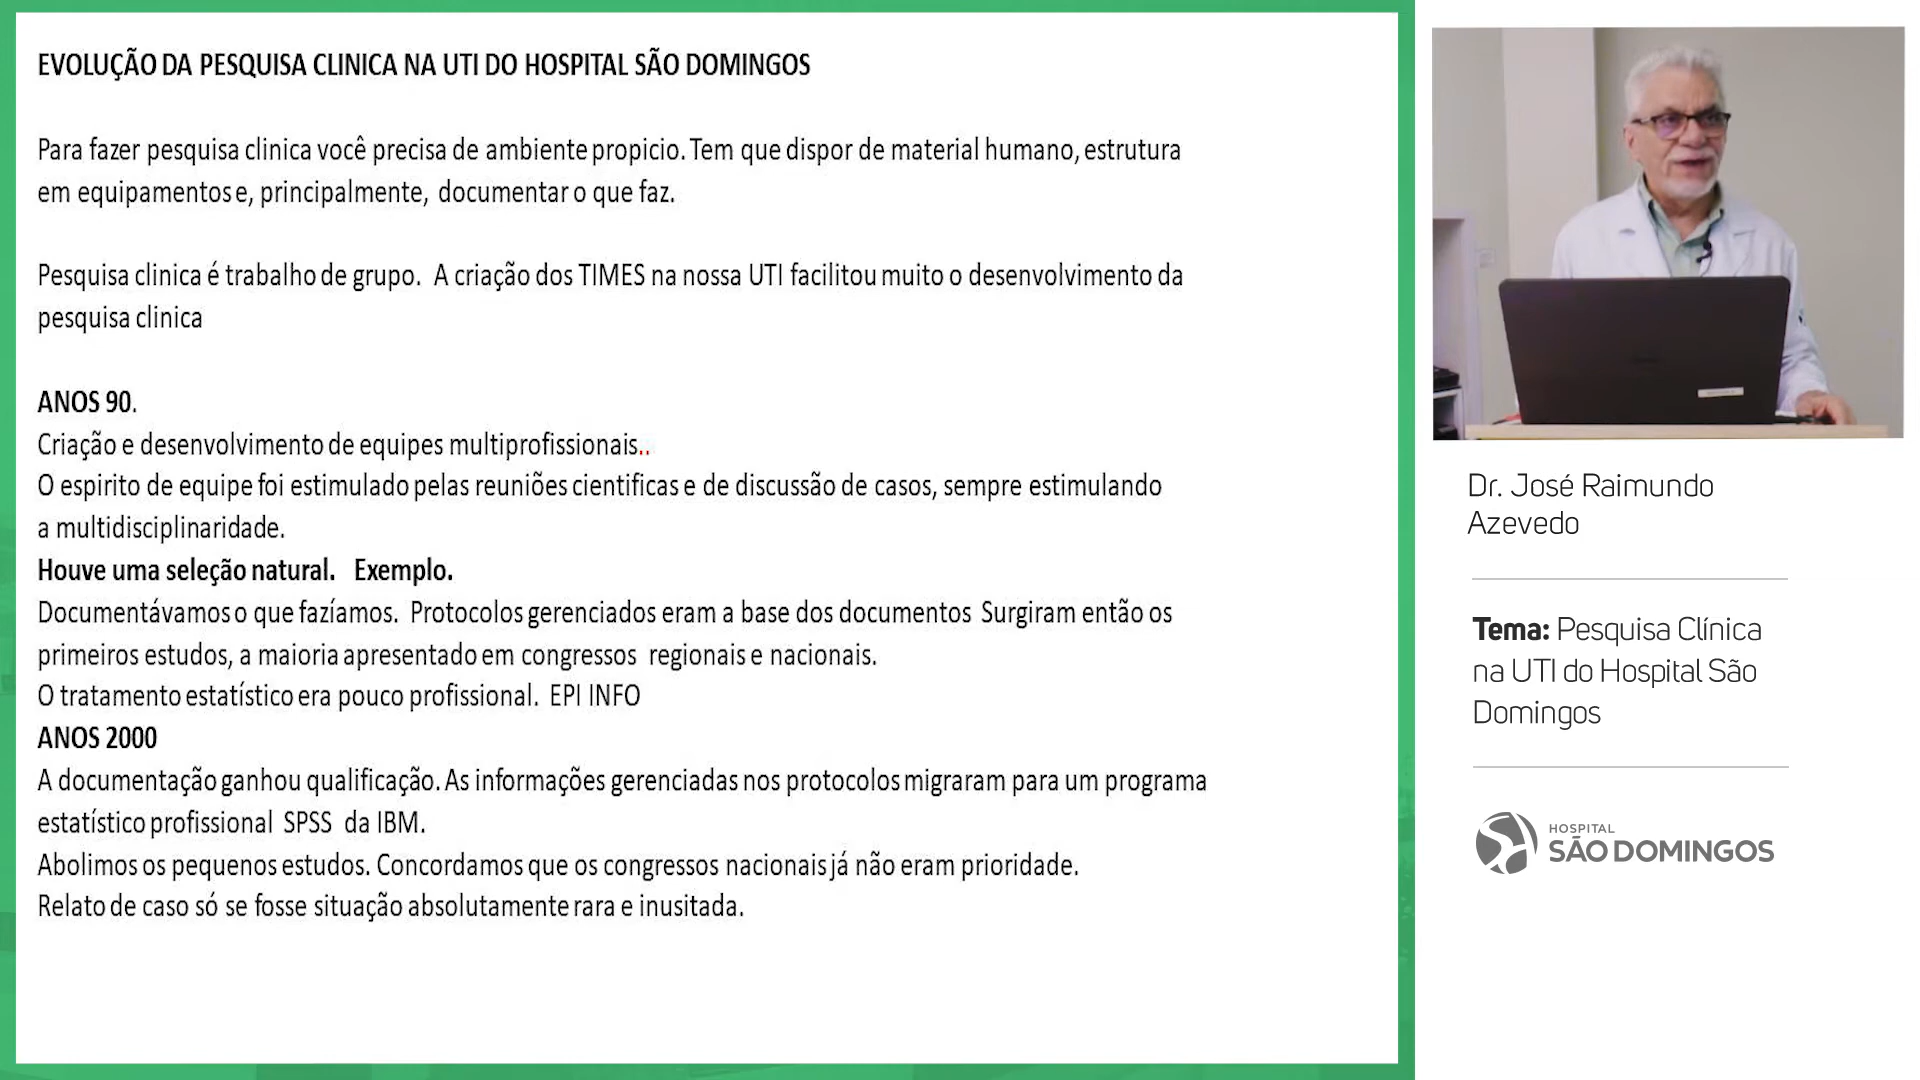 EVOLUÇÃO DA PESQUISA CLINICA NA UTI DO HOSPITAL SÃO DOMINGOS
Para fazer pesquisa clinica você precisa de ambiente propicio. Tem que dispor de material humano, estrutura
em equipamentos e, principalmente, documentar o que faz.
Pesquisa clinica é trabalho de grupo. A criação dos TIMES na nossa UTI facilitou muito o desenvolvimento da
pesquisa clinica
ANOS 90.
Criação e desenvolvimento de equipes multiprofissionais..
O espirito de equipe foi estimulado pelas reuniões cientificas e de discussão de casos, sempre estimulando
a multidisciplinaridade.
Houve uma seleção natural. Exemplo.
Documentávamos o que fazíamos. Protocolos gerenciados eram a base dos documentos Surgiram então os
primeiros estudos, a maioria apresentado em congressos regionais e nacionais.
O tratamento estatístico era pouco profissional. EPI INFO
ANOS 2000
A documentação ganhou qualificação. As informações gerenciadas nos protocolos migraram para um programa
estatístico profissional SPSS da IBM.
Abolimos os pequenos estudos. Concordamos que os congressos nacionais já não eram prioridade.
Relato de caso só se fosse situação absolutamente rara e inusitada.
Dr. José Raimundo
Azevedo
Tema: Pesquisa Clínica
na UTI do Hospital São
Domingos
HOSPITAL
SÃO DOMINGOS